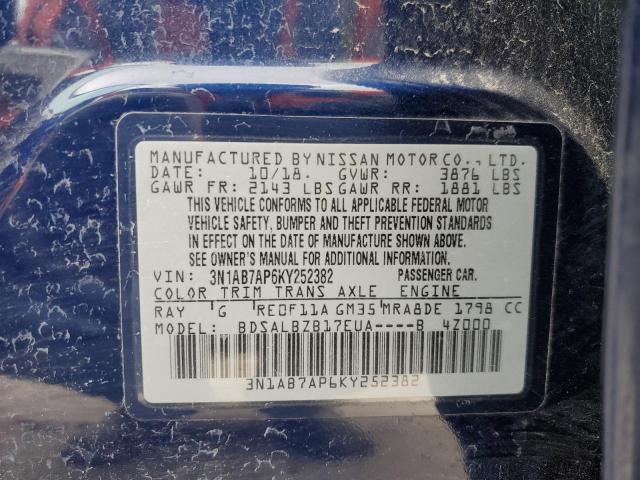 MANUFACTURED BY NISSAN MOTOR CO., LTD.
DATE: 10/18. GVWR: 3876 LBS
GAWR FR: 2143 LBS GAWR RR: 1881 LBS
THIS VEHICLE CONFORMS TO ALL APPLICABLE FEDERAL MOTOR
VEHICLE SAFETY, BUMPER AND THEFT PREVENTION STANDARDS
IN EFFECT ON THE DATE OF MANUFACTURE SHOWN ABOVE.
SEE OWNER'S MANUAL FOR ADDITIONAL INFORMATION.
VIN: 3N1AB7AP6KY252382 PASSENGER CAR.
COLOR TRIM TRANS AXLE ENGINE
RAY G RE0F11A GM35 MRA8DE 1798 CC
MODEL: BDSALBZB17EUA----B 4Z000
3N1AB7AP6KY252382